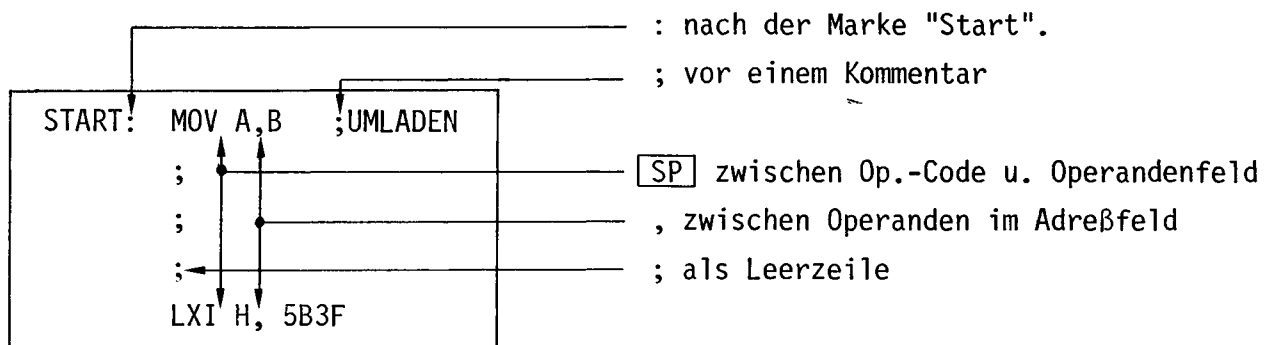 : nach der Marke "Start".
; vor einem Kommentar
START: MOV A,B ;UMLADEN
; SP zwischen Op.-Code u. Operandenfeld
; , zwischen Operanden im Adreßfeld
; ; als Leerzeile
LXI H, 5B3F